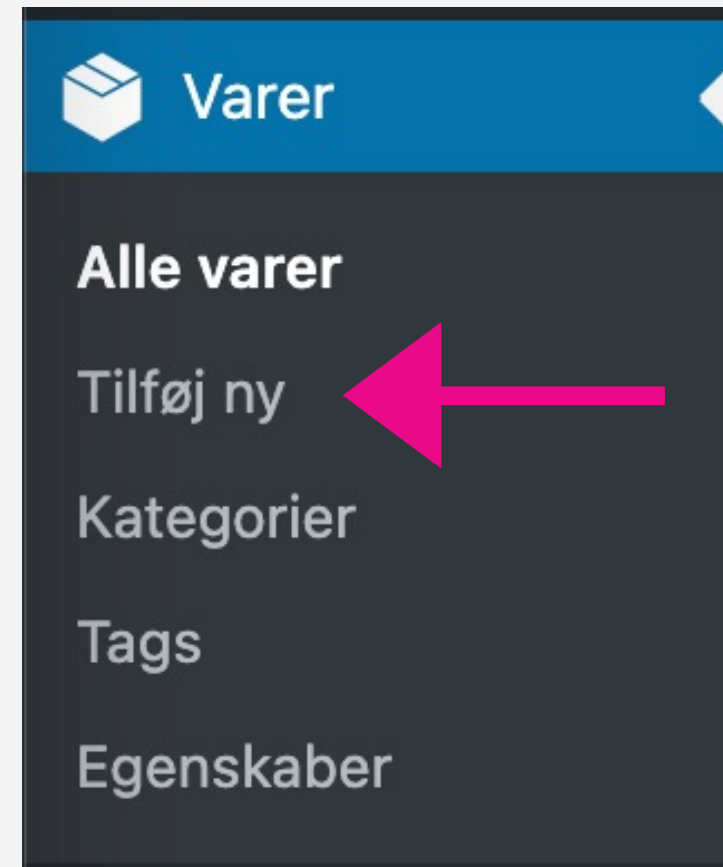 Varer
Alle varer
Tilføj ny
Kategorier
Tags
Egenskaber